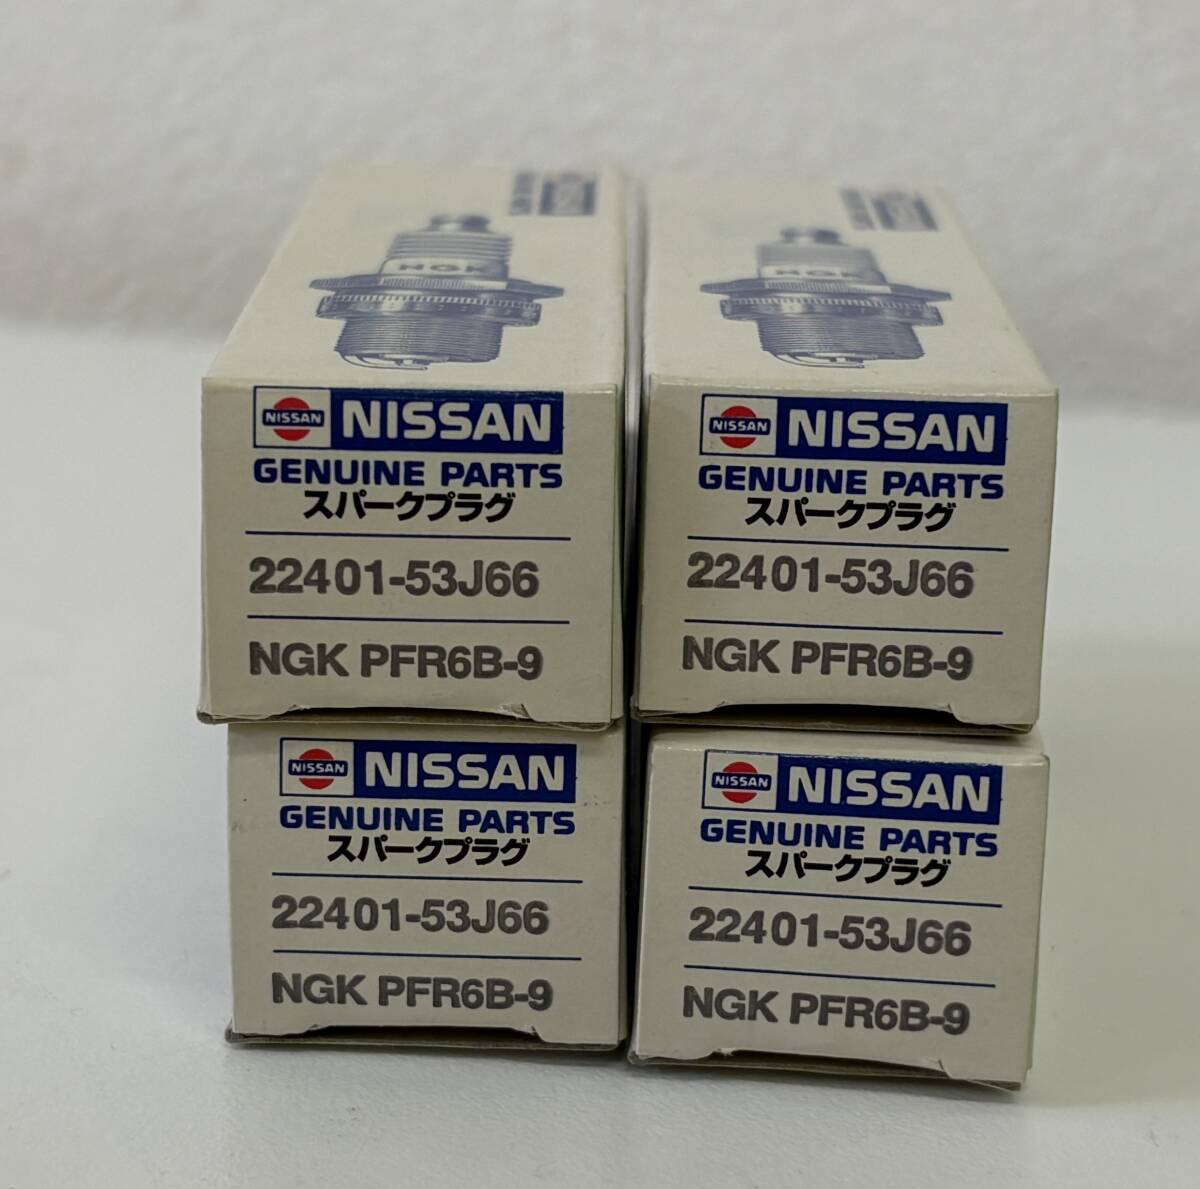 NGK
NGK
NISSAN NISSAN
GENUINE PARTS
スパークプラグ
22401-53J66
NGK PFR6B-9
NISSAN NISSAN
GENUINE PARTS
スパークプラグ
22401-53J66
NGK PFR6B-9
NISSAN NISSAN
GENUINE PARTS
スパークプラグ
22401-53J66
NGK PFR6B-9
NISSAN NISSAN
GENUINE PARTS
スパークプラグ
22401-53J66
NGK PFR6B-9